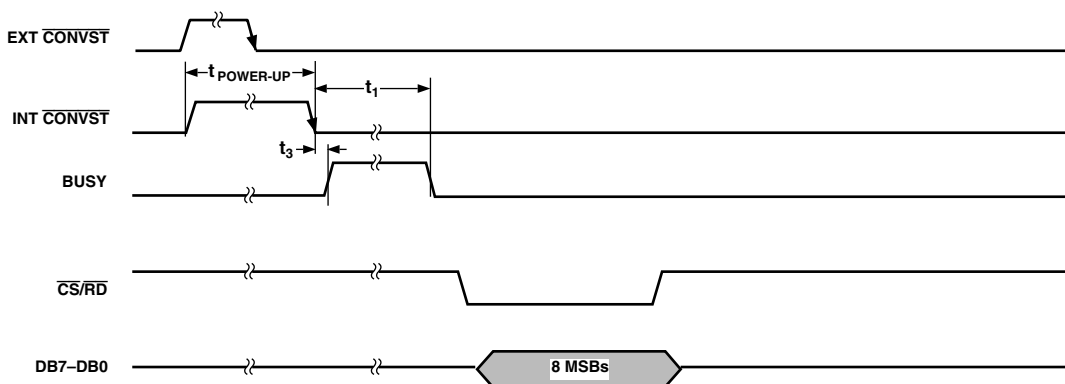 EXT CONVST
t POWER-UP
t1
INT CONVST
t3
BUSY
CS/RD
DB7–DB0
8 MSBs